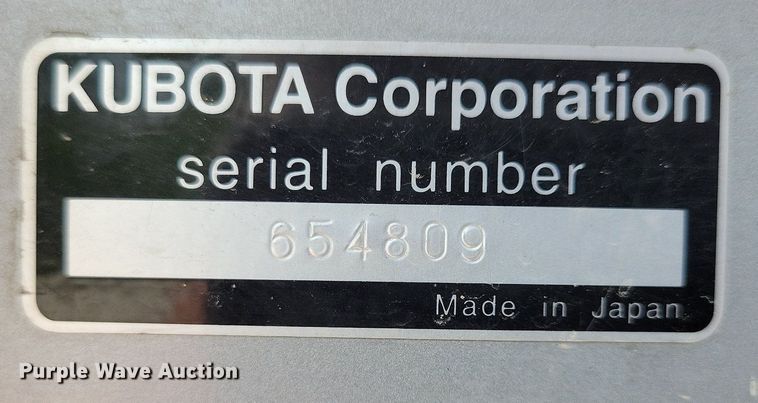 KUBOTA Corporation
serial number
654809
Made in Japan
Purple Wave Auction